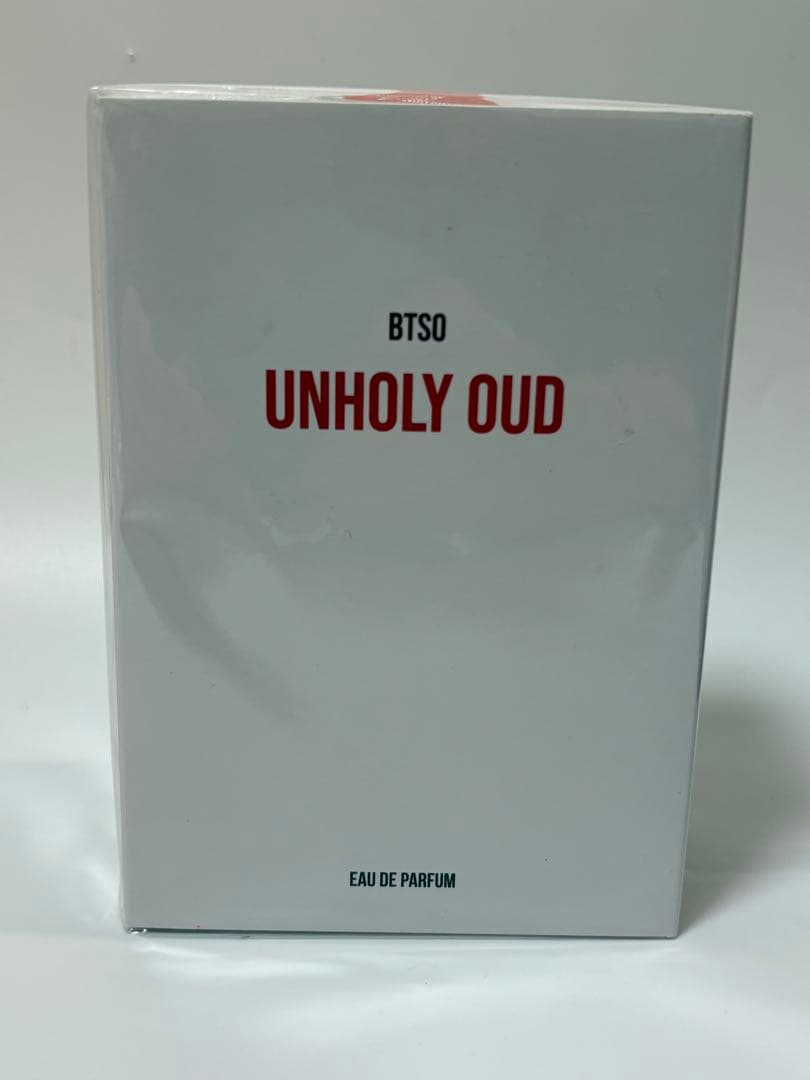 BTSO
UNHOLY OUD
EAU DE PARFUM